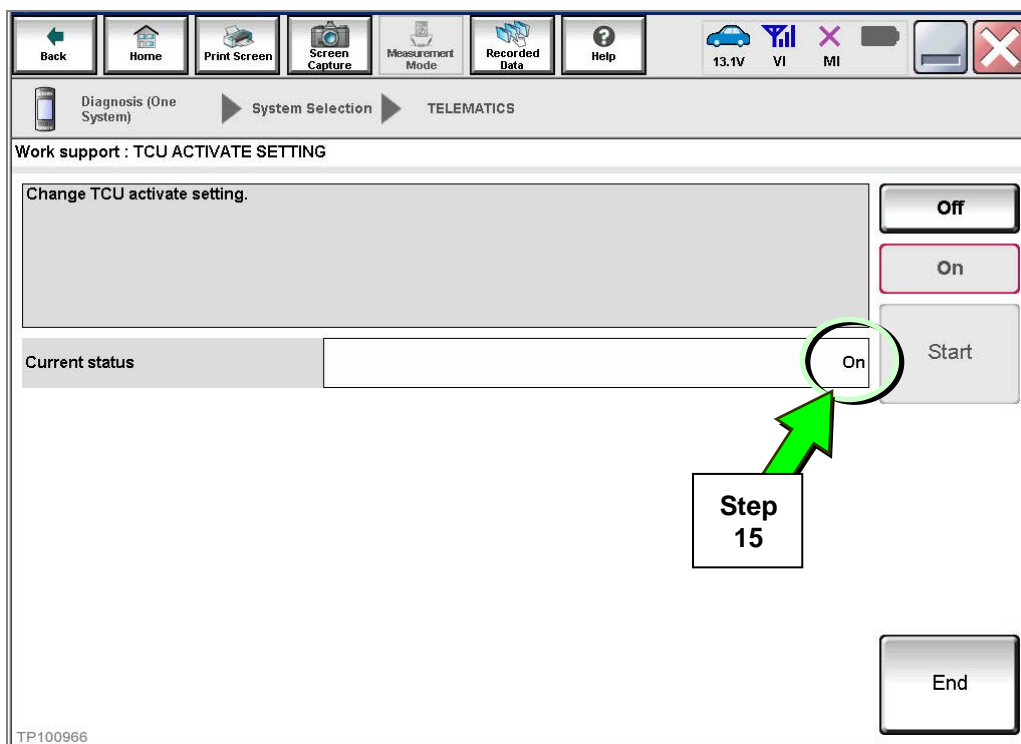 Back
Home
Print Screen
Screen
Capture
Measurement
Mode
Recorded
Data
Help
13.1V
VI
MI
Diagnosis (One
System)
System Selection
TELEMATICS
Work support : TCU ACTIVATE SETTING
Change TCU activate setting.
Off
On
Start
Current status
On
Step
15
End
TP100966